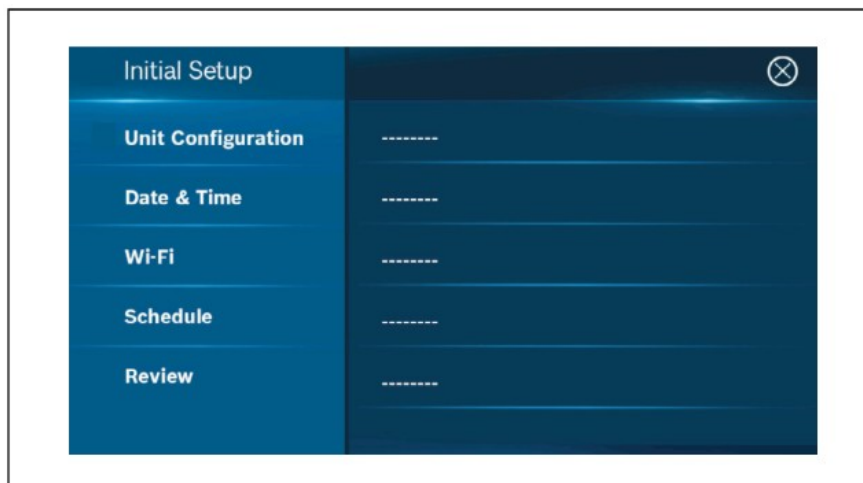 Initial Setup
Unit Configuration --------
Date & Time --------
Wi-Fi --------
Schedule --------
Review --------